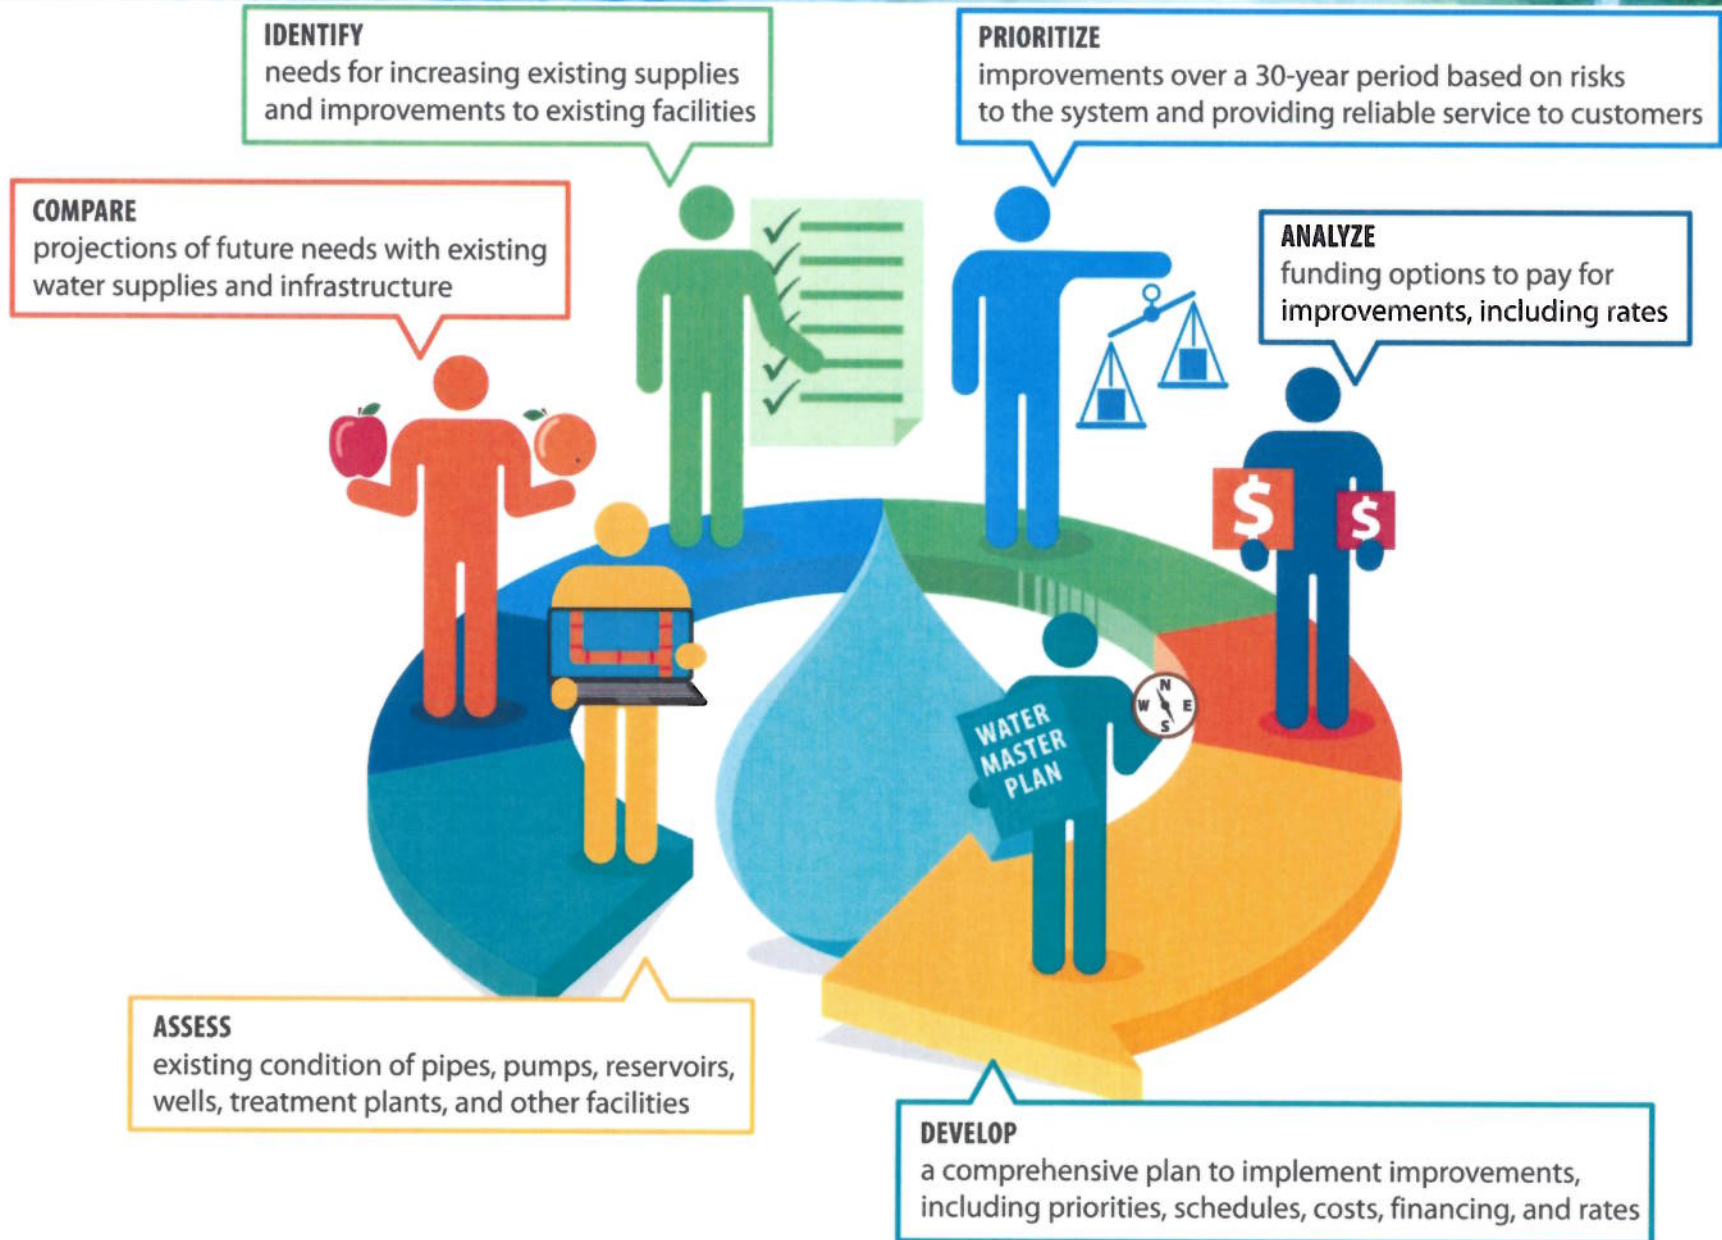 IDENTIFY
needs for increasing existing supplies
and improvements to existing facilities
PRIORITIZE
improvements over a 30-year period based on risks
to the system and providing reliable service to customers
COMPARE
projections of future needs with existing
water supplies and infrastructure
ANALYZE
funding options to pay for
improvements, including rates
$
$
N
W E
S
WATER
MASTER
PLAN
ASSESS
existing condition of pipes, pumps, reservoirs,
wells, treatment plants, and other facilities
DEVELOP
a comprehensive plan to implement improvements,
including priorities, schedules, costs, financing, and rates